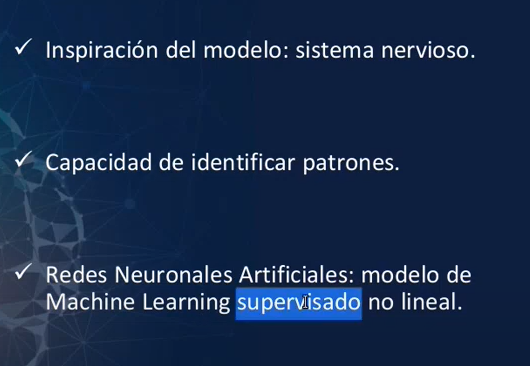 ✓ Inspiración del modelo: sistema nervioso.
✓ Capacidad de identificar patrones.
✓ Redes Neuronales Artificiales: modelo de
Machine Learning supervisado no lineal.